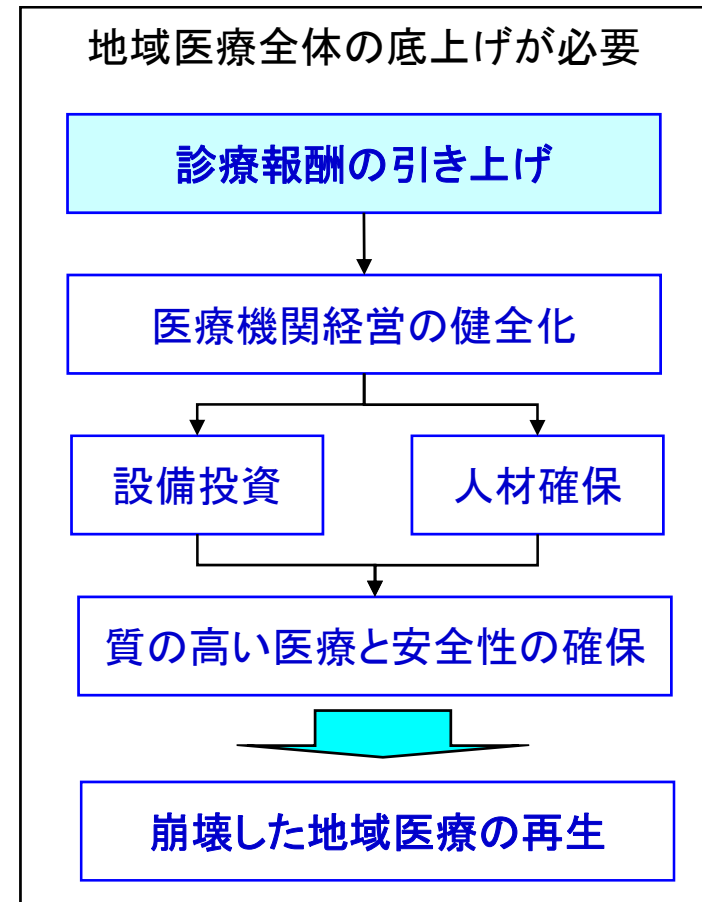 地域医療全体の底上げが必要
診療報酬の引き上げ
医療機関経営の健全化
設備投資
人材確保
質の高い医療と安全性の確保
崩壊した地域医療の再生